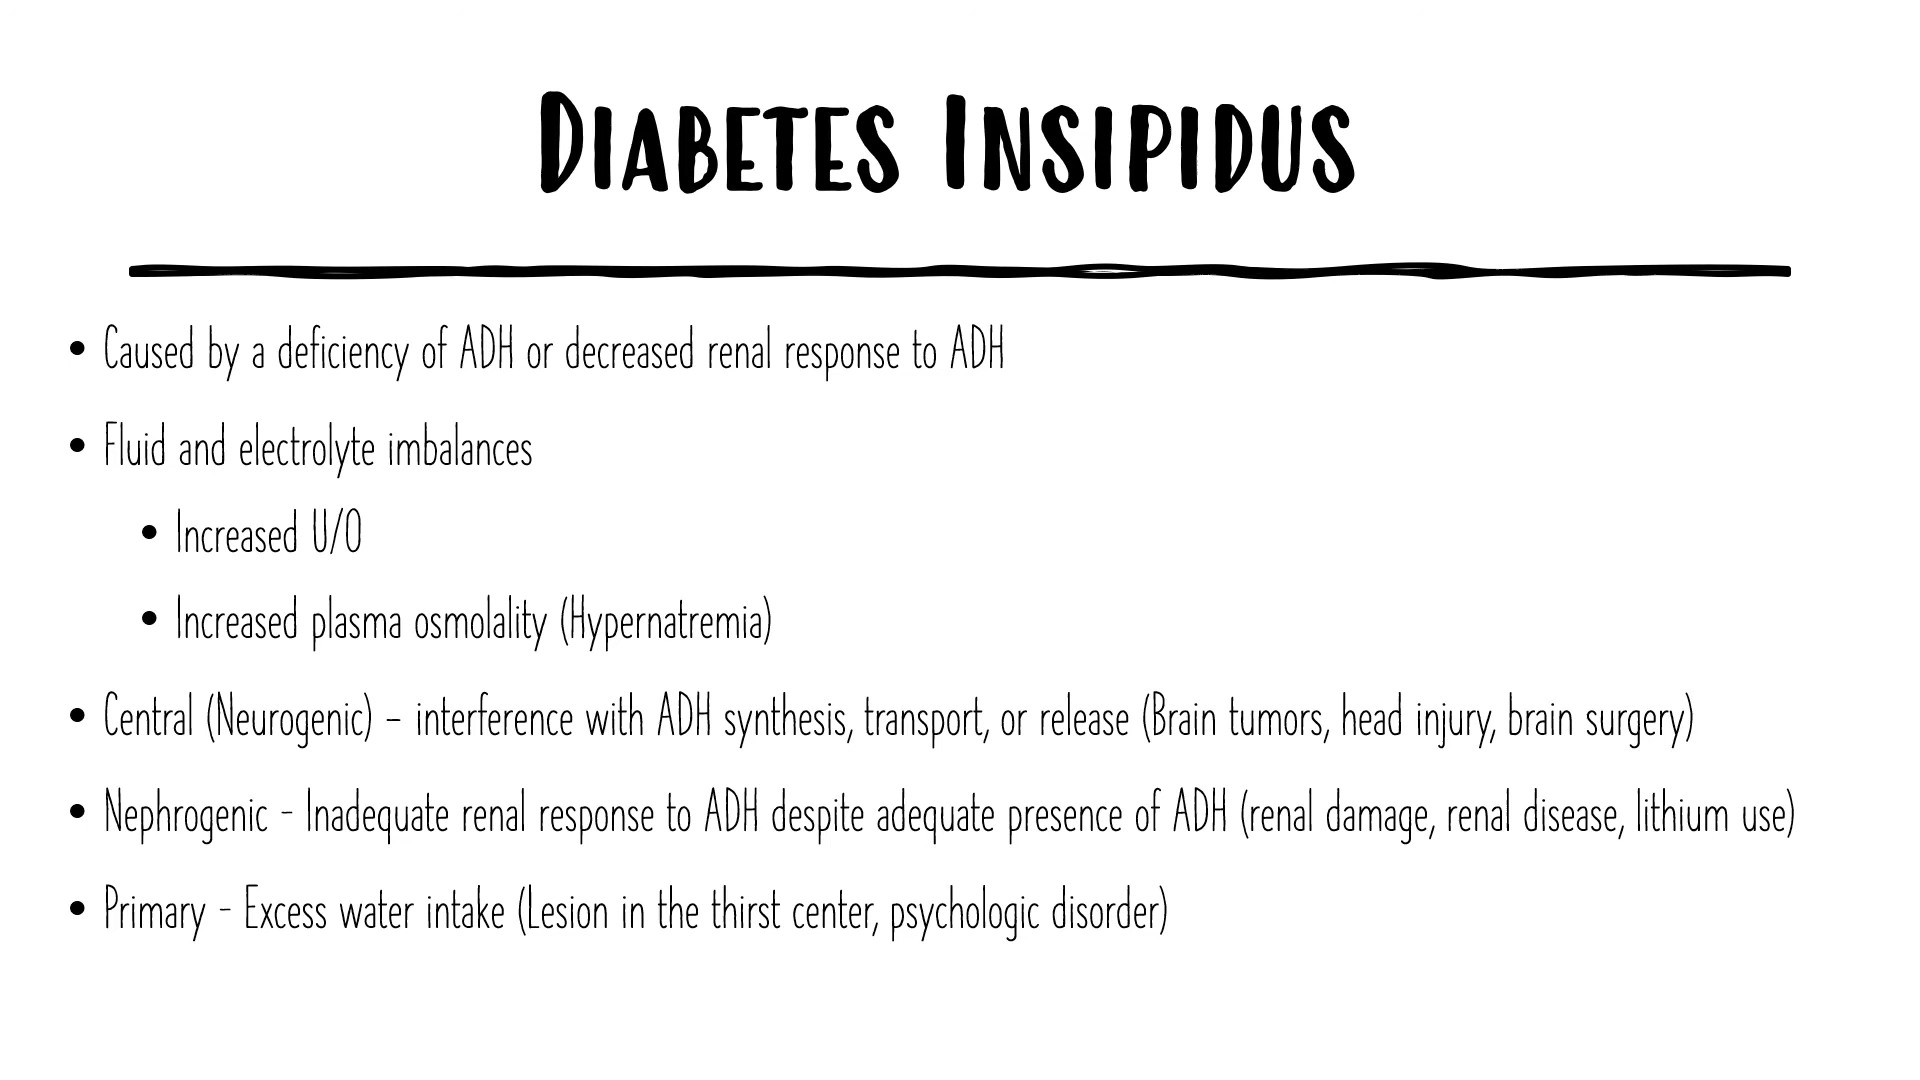 Diabetes Insipidus
• Caused by a deficiency of ADH or decreased renal response to ADH
• Fluid and electrolyte imbalances
• Increased U/O
• Increased plasma osmolality (Hypernatremia)
• Central (Neurogenic) – interference with ADH synthesis, transport, or release (Brain tumors, head injury, brain surgery)
• Nephrogenic - Inadequate renal response to ADH despite adequate presence of ADH (renal damage, renal disease, lithium use)
• Primary - Excess water intake (Lesion in the thirst center, psychologic disorder)